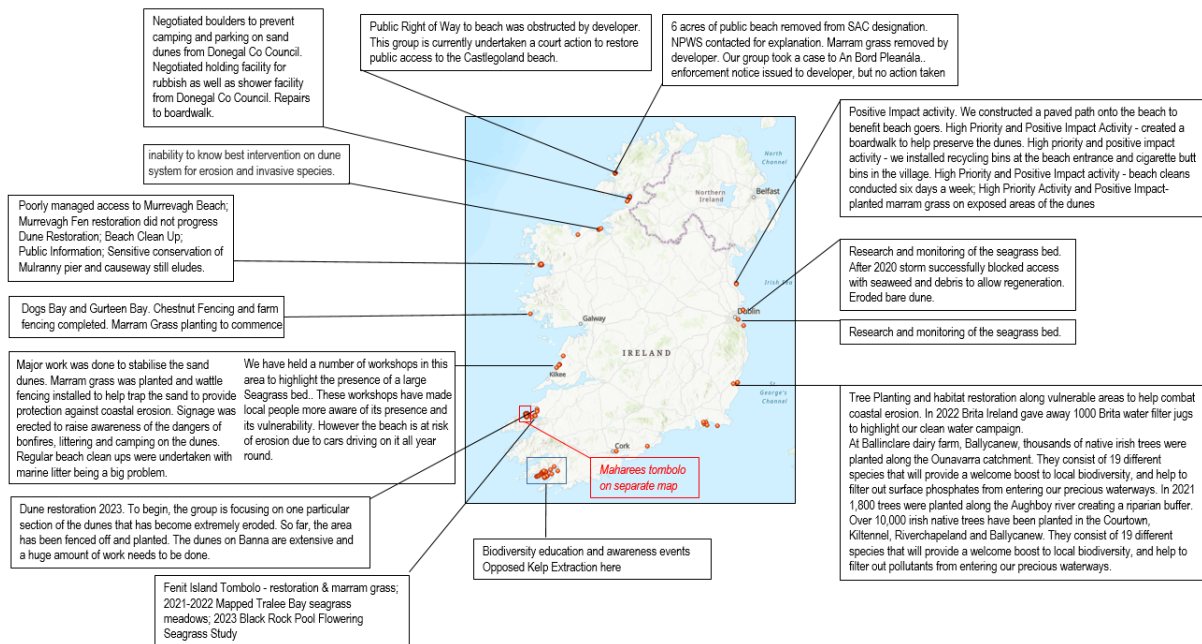 Negotiated boulders to prevent
camping and parking on sand
dunes from Donegal Co Council.
Negotiated holding facility for
rubbish as well as shower facility
from Donegal Co Council. Repairs
to boardwalk.
Public Right of Way to beach was obstructed by developer.
This group is currently undertaken a court action to restore
public access to the Castlegoland beach.
6 acres of public beach removed from SAC designation.
NPWS contacted for explanation. Marram grass removed by
developer. Our group took a case to An Bord Pleanála..
enforcement notice issued to developer, but no action taken
inability to know best intervention on dune
system for erosion and invasive species.
Positive Impact activity. We constructed a paved path onto the beach to
benefit beach goers. High Priority and Positive Impact Activity - created a
boardwalk to help preserve the dunes. High priority and positive impact
activity - we installed recycling bins at the beach entrance and cigarette butt
bins in the village. High Priority and Positive Impact activity - beach cleans
conducted six days a week; High Priority Activity and Positive Impact-
planted marram grass on exposed areas of the dunes
Poorly managed access to Murrevagh Beach;
Murrevagh Fen restoration did not progress
Dune Restoration; Beach Clean Up;
Public Information; Sensitive conservation of
Mulranny pier and causeway still eludes.
Research and monitoring of the seagrass bed.
After 2020 storm successfully blocked access
with seaweed and debris to allow regeneration.
Eroded bare dune.
Dogs Bay and Gurteen Bay. Chestnut Fencing and farm
fencing completed. Marram Grass planting to commence
Research and monitoring of the seagrass bed.
Major work was done to stabilise the sand
dunes. Marram grass was planted and wattle
fencing installed to help trap the sand to provide
protection against coastal erosion. Signage was
erected to raise awareness of the dangers of
bonfires, littering and camping on the dunes.
Regular beach clean ups were undertaken with
marine litter being a big problem.
We have held a number of workshops in this
area to highlight the presence of a large
Seagrass bed.. These workshops have made
local people more aware of its presence and
its vulnerability. However the beach is at risk
of erosion due to cars driving on it all year
round.
Tree Planting and habitat restoration along vulnerable areas to help combat
coastal erosion. In 2022 Brita Ireland gave away 1000 Brita water filter jugs
to highlight our clean water campaign.
At Ballinclare dairy farm, Ballycanew, thousands of native irish trees were
planted along the Ounavarra catchment. They consist of 19 different
species that will provide a welcome boost to local biodiversity, and help to
filter out surface phosphates from entering our precious waterways. In 2021
1,800 trees were planted along the Aughboy river creating a riparian buffer.
Over 10,000 irish native trees have been planted in the Courtown,
Kiltennel, Riverchapeland and Ballycanew. They consist of 19 different
species that will provide a welcome boost to local biodiversity, and help to
filter out pollutants from entering our precious waterways.
Dune restoration 2023. To begin, the group is focusing on one particular
section of the dunes that has become extremely eroded. So far, the area
has been fenced off and planted. The dunes on Banna are extensive and
a huge amount of work needs to be done.
Fenit Island Tombolo - restoration & marram grass;
2021-2022 Mapped Tralee Bay seagrass
meadows; 2023 Black Rock Pool Flowering
Seagrass Study
Biodiversity education and awareness events
Opposed Kelp Extraction here
Maharees tombolo
on separate map
North
Channel
Northern
Ireland
Belfast
Irish Sea
Dublin
Galway
IRELAND
Kilkee
St George's
Channel
Cork